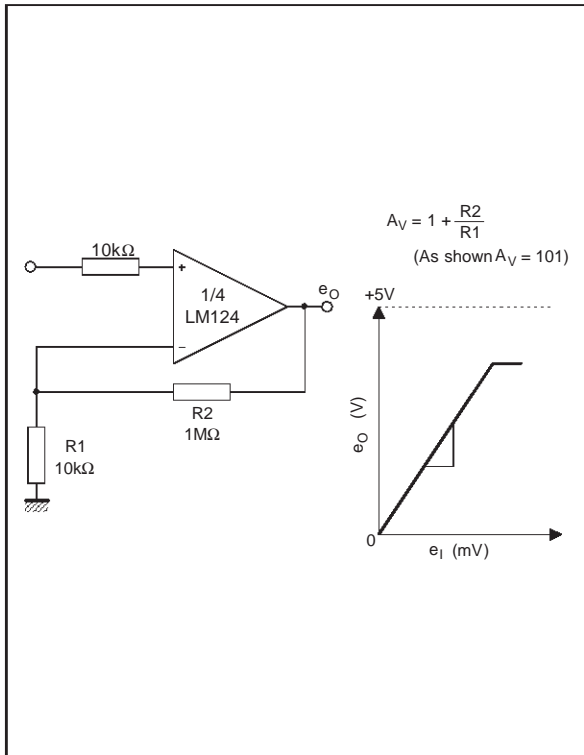 10kΩ
+
1/4
LM124
−
e_O
R2
1MΩ
R1
10kΩ
A_V = 1 + R2/R1
(As shown A_V = 101)
+5V
e_O (V)
0
e_I (mV)